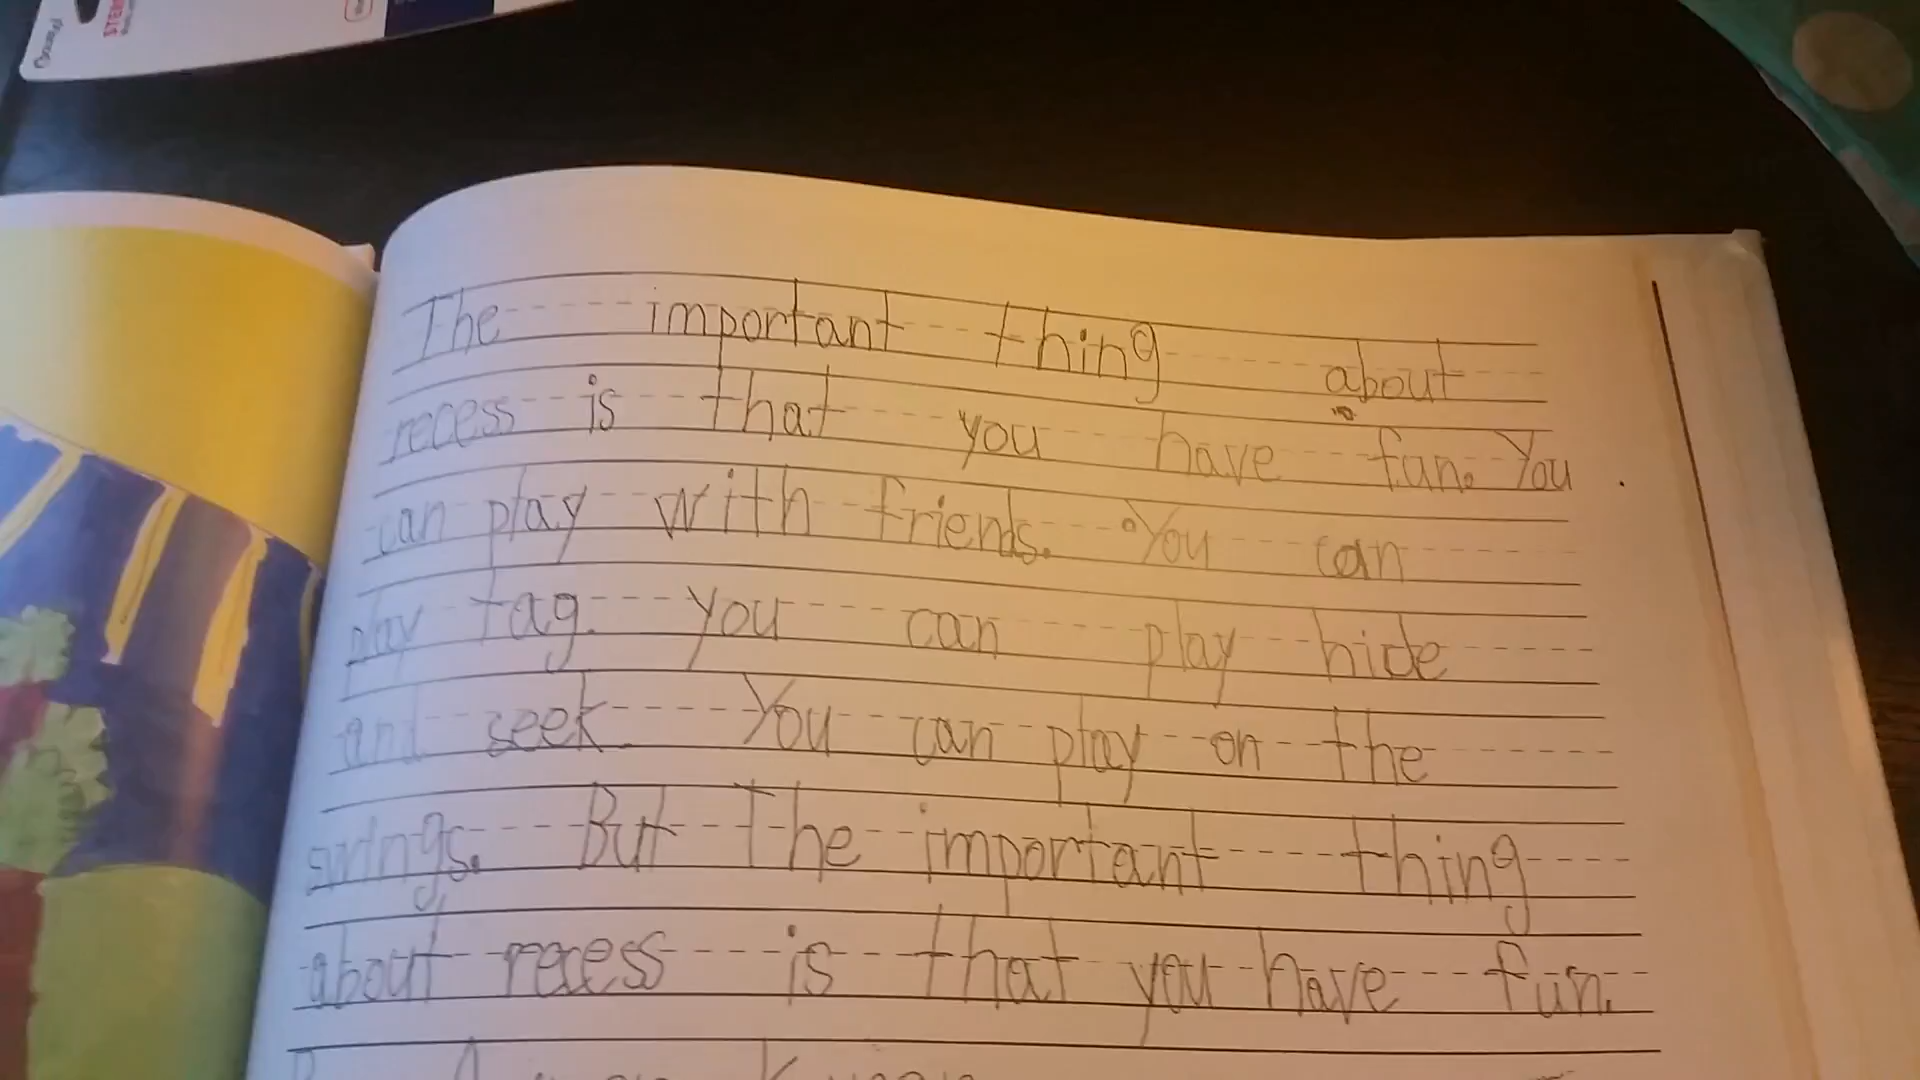 The important thing about
recess is that you have fun. You
can play with friends. You can
play tag. You can play hide
and seek. You can play on the
swings. But The important thing
about recess is that you have fun.